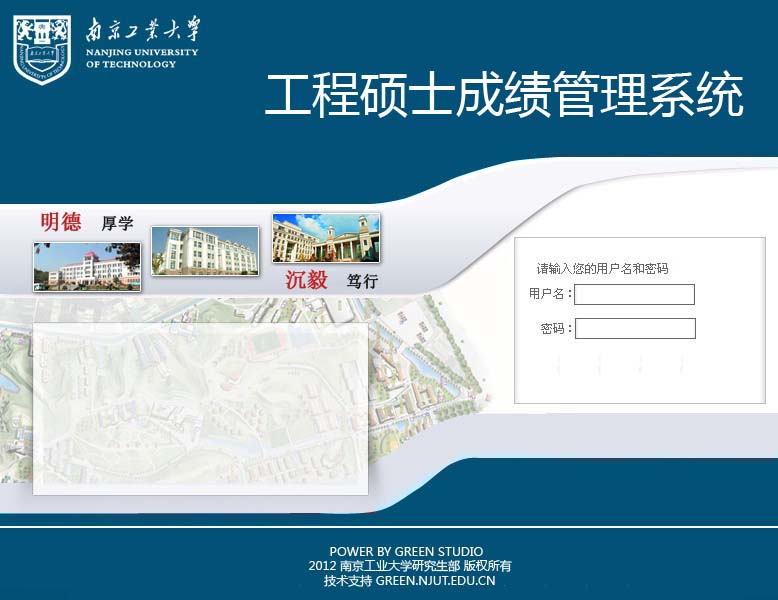 南京工业大学
NANJING UNIVERSITY
OF TECHNOLOGY
工程硕士成绩管理系统
明德 厚学
沉毅 笃行
请输入您的用户名和密码
用户名：
密码：
POWER BY GREEN STUDIO
2012 南京工业大学研究生部 版权所有
技术支持 GREEN.NJUT.EDU.CN